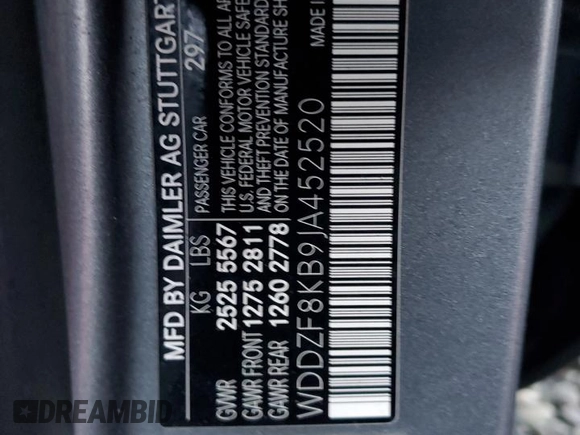 MFD BY DAIMLER AG STUTTGAR
KG LBS 297
GVWR 2525 5567 PASSENGER CAR
GAWR FRONT 1275 2811 THIS VEHICLE CONFORMS TO ALL AP
U.S. FEDERAL MOTOR VEHICLE SAFE
GAWR REAR 1260 2778 AND THEFT PREVENTION STANDARD
ON THE DATE OF MANUFACTURE SH
WDDZF8KB9JA452520 MADE IN
DREAMBID